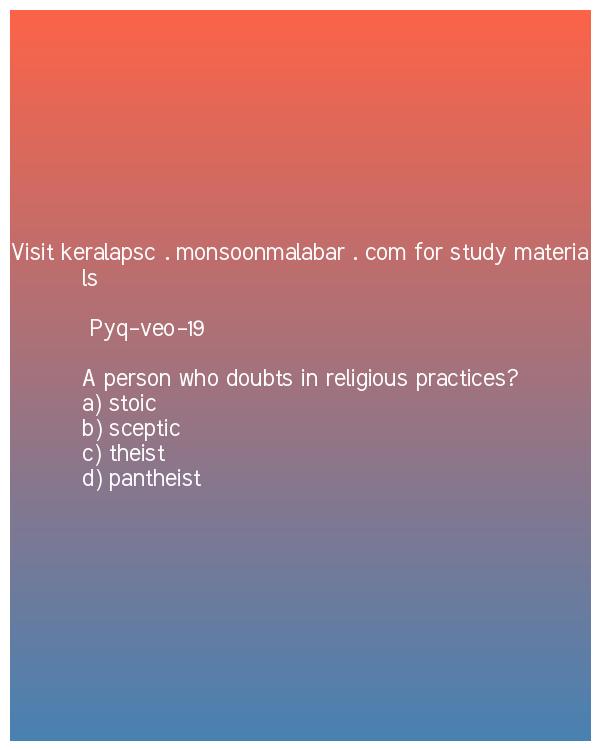 Visit keralapsc . monsoonmalabar . com for study materia
ls
Pyq-veo-19
A person who doubts in religious practices?
a) stoic
b) sceptic
c) theist
d) pantheist